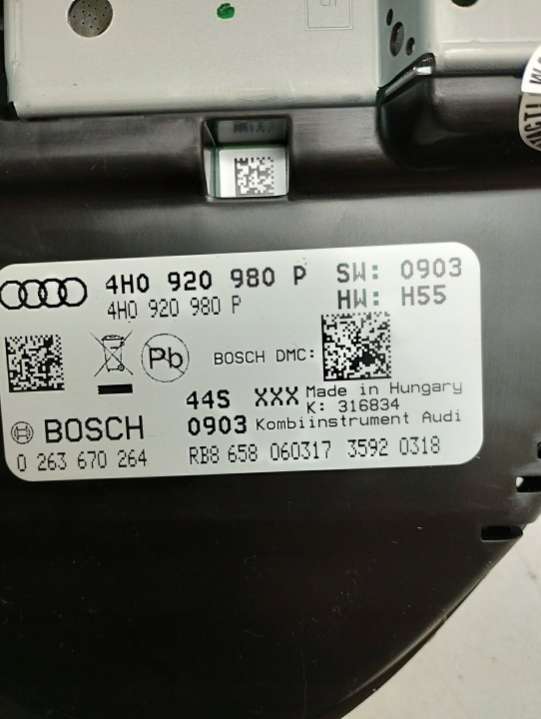 4H0 920 980 P SW: 0903
4H0 920 980 P HW: H55
Pb BOSCH DMC:
44S XXX Made in Hungary
K: 316834
BOSCH 0903 Kombiinstrument Audi
0 263 670 264 RB8 658 060317 3592 0318